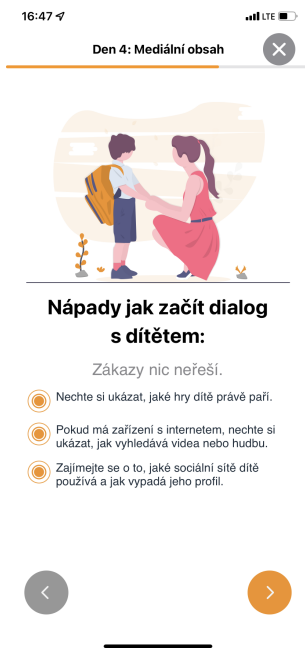 16:47
LTE
Den 4: Mediální obsah
Nápady jak začít dialog
s dítětem:
Zákazy nic neřeší.
Nechte si ukázat, jaké hry dítě právě paří.
Pokud má zařízení s internetem, nechte si
ukázat, jak vyhledává videa nebo hudbu.
Zajímejte se o to, jaké sociální sítě dítě
používá a jak vypadá jeho profil.